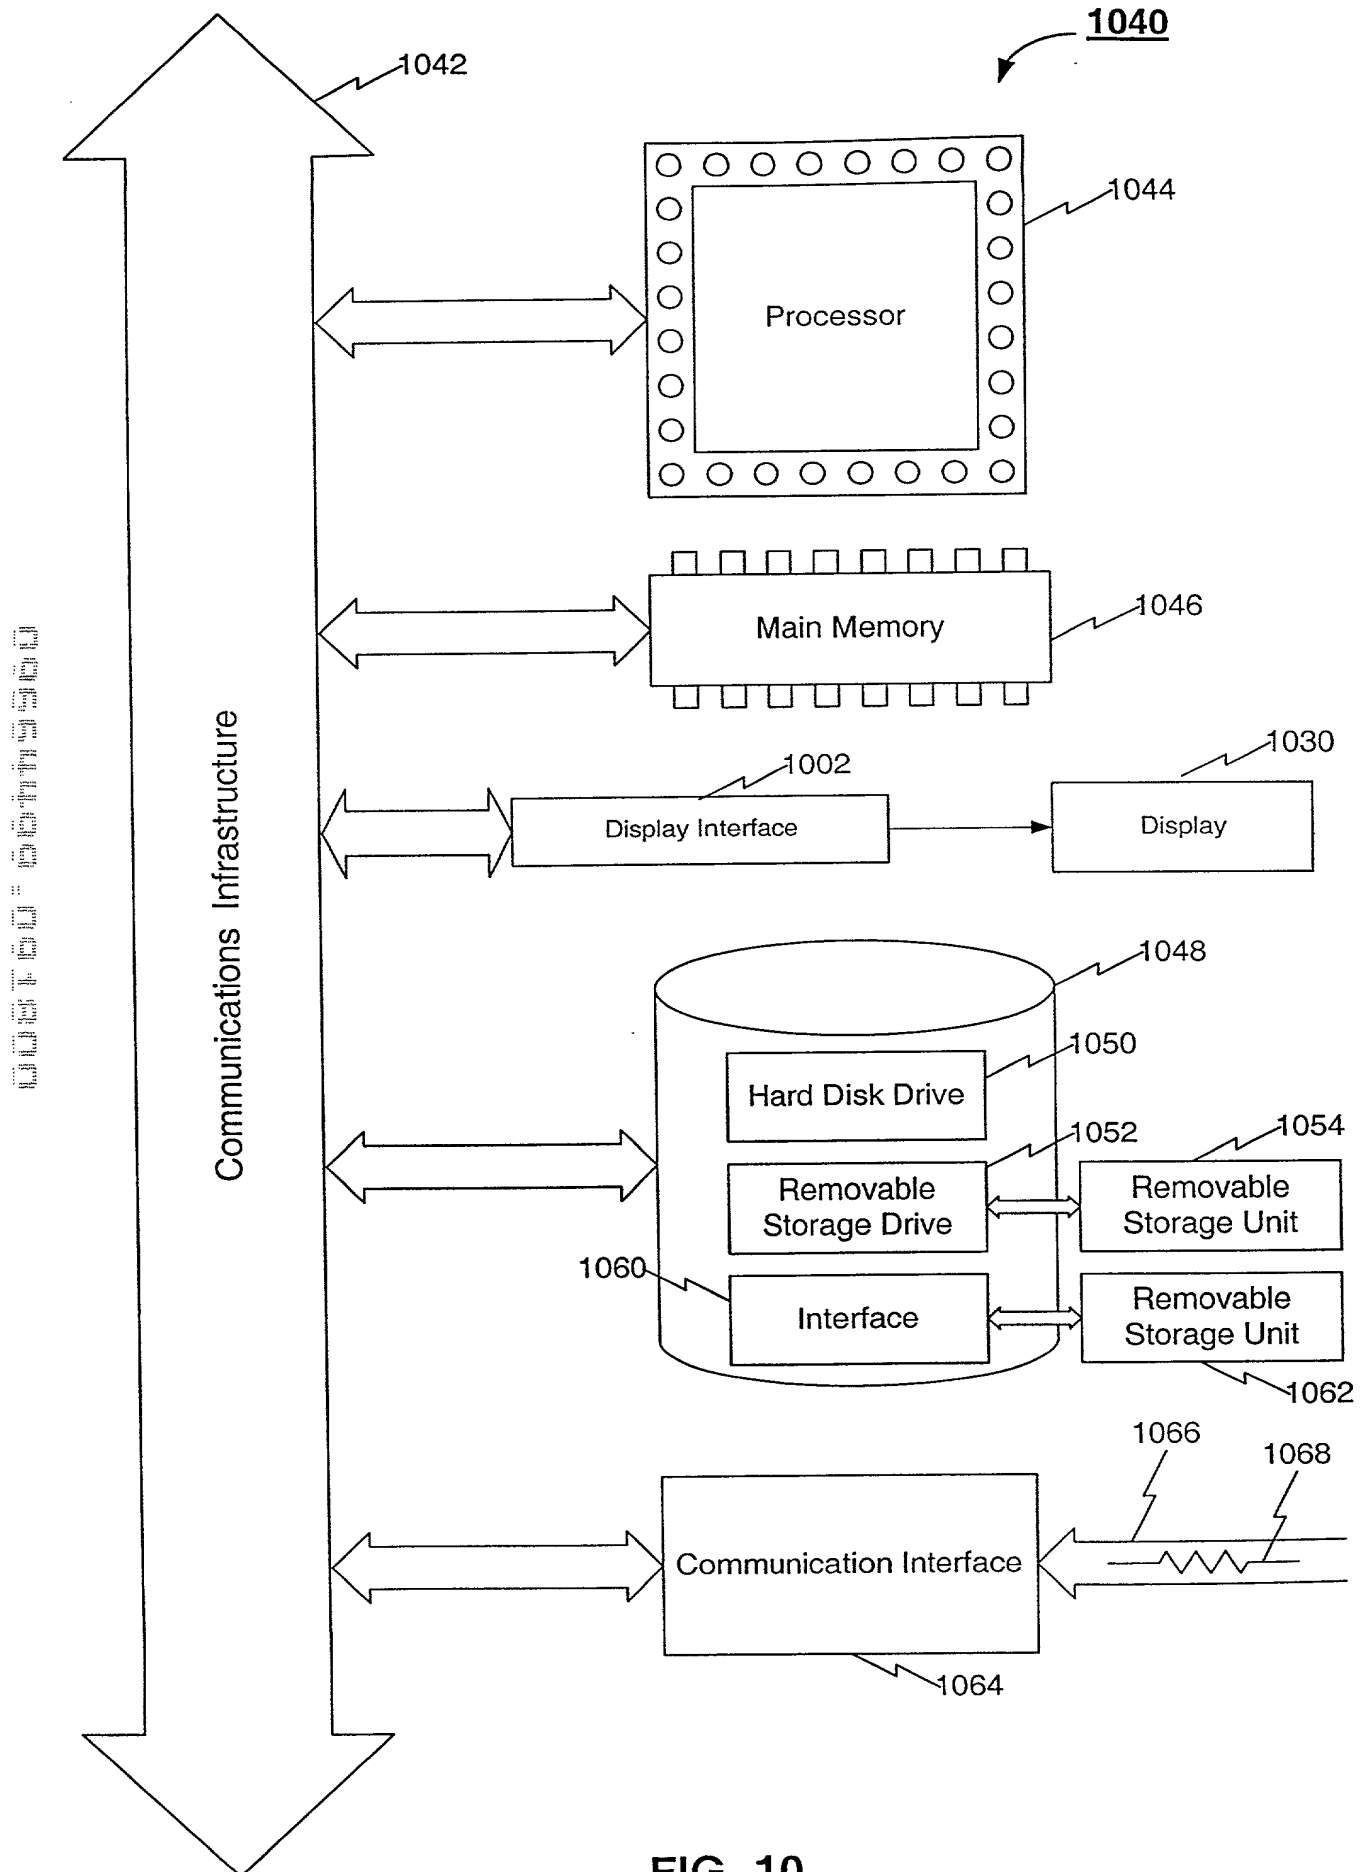 1040
1042
1044
Processor
1046
Main Memory
1002
1030
Display Interface
Display
Communications Infrastructure
1048
1050
Hard Disk Drive
1052
1054
Removable
Storage Drive
Removable
Storage Unit
1060
Interface
Removable
Storage Unit
1062
1066
1068
Communication Interface
1064
FIG. 10